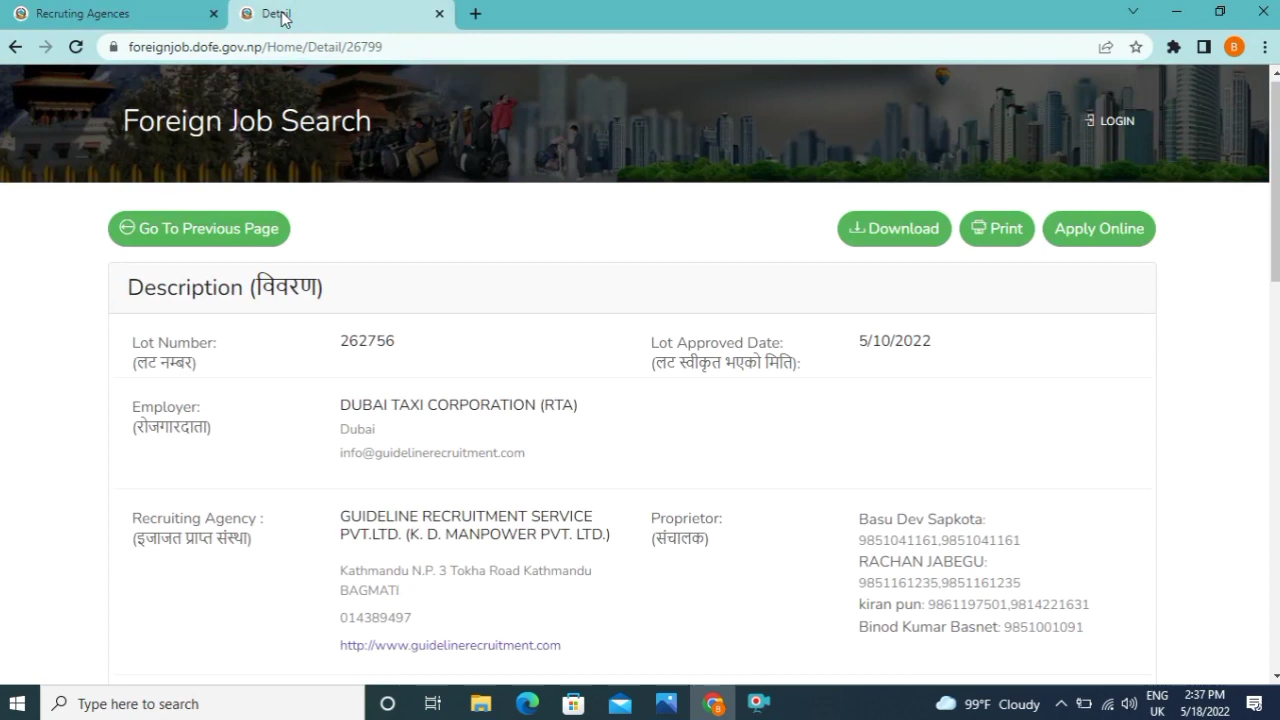 Recruting Agences
Detail
foreignjob.dofe.gov.np/Home/Detail/26799
B
Foreign Job Search
LOGIN
Go To Previous Page
Download
Print
Apply Online
Description (विवरण)
Lot Number:
(लट नम्बर)
262756
Lot Approved Date:
(लट स्वीकृत भएको मिति):
5/10/2022
Employer:
(रोजगारदाता)
DUBAI TAXI CORPORATION (RTA)
Dubai
info@guidelinerecruitment.com
Recruiting Agency :
(इजाजत प्राप्त संस्था)
GUIDELINE RECRUITMENT SERVICE
PVT.LTD. (K. D. MANPOWER PVT. LTD.)
Kathmandu N.P. 3 Tokha Road Kathmandu
BAGMATI
014389497
http://www.guidelinerecruitment.com
Proprietor:
(संचालक)
Basu Dev Sapkota:
9851041161,9851041161
RACHAN JABEGU:
9851161235,9851161235
kiran pun: 9861197501,9814221631
Binod Kumar Basnet: 9851001091
Type here to search
B
99°F Cloudy
ENG
UK
2:37 PM
5/18/2022